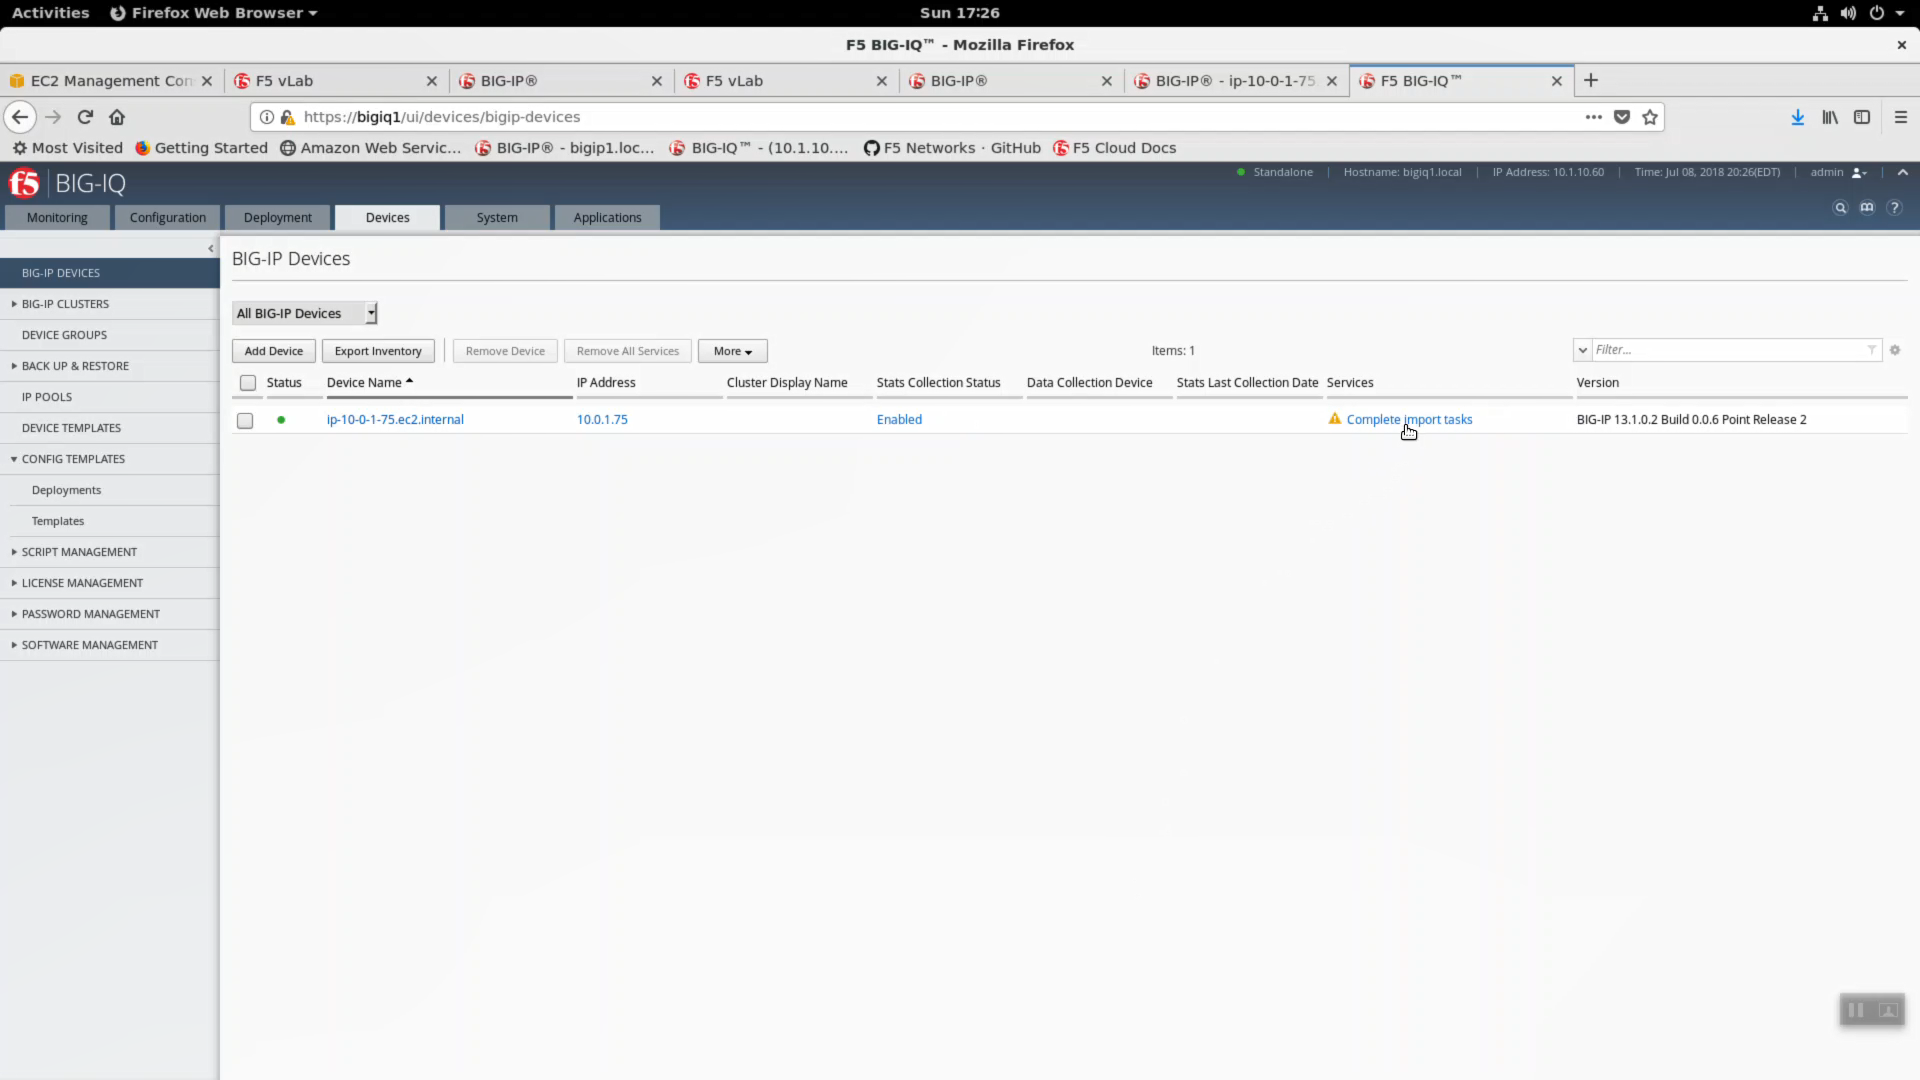 Activities Firefox Web Browser Sun 17:26
F5 BIG-IQ™ - Mozilla Firefox
EC2 Management Con F5 vLab BIG-IP® F5 vLab BIG-IP® BIG-IP® - ip-10-0-1-75 F5 BIG-IQ™
https://bigiq1/ui/devices/bigip-devices
Most Visited Getting Started Amazon Web Servic... BIG-IP® - bigip1.loc... BIG-IQ™ - (10.1.10.... F5 Networks · GitHub F5 Cloud Docs
f5 BIG-IQ Standalone Hostname: bigiq1.local IP Address: 10.1.10.60 Time: Jul 08, 2018 20:26(EDT) admin
Monitoring Configuration Deployment Devices System Applications
BIG-IP DEVICES
BIG-IP CLUSTERS
DEVICE GROUPS
BACK UP & RESTORE
IP POOLS
DEVICE TEMPLATES
CONFIG TEMPLATES
Deployments
Templates
SCRIPT MANAGEMENT
LICENSE MANAGEMENT
PASSWORD MANAGEMENT
SOFTWARE MANAGEMENT
BIG-IP Devices
All BIG-IP Devices
Add Device Export Inventory Remove Device Remove All Services More Items: 1 Filter...
Status Device Name IP Address Cluster Display Name Stats Collection Status Data Collection Device Stats Last Collection Date Services Version
ip-10-0-1-75.ec2.internal 10.0.1.75 Enabled Complete import tasks BIG-IP 13.1.0.2 Build 0.0.6 Point Release 2